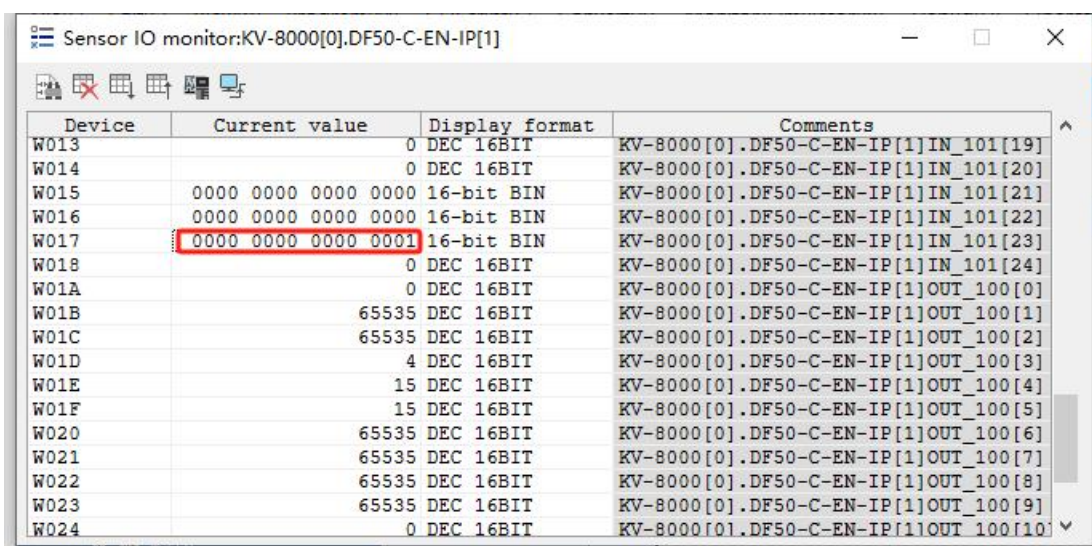 Sensor IO monitor:KV-8000[0].DF50-C-EN-IP[1]
Device Current value Display format Comments
W013 0 DEC 16BIT KV-8000[0].DF50-C-EN-IP[1]IN_101[19]
W014 0 DEC 16BIT KV-8000[0].DF50-C-EN-IP[1]IN_101[20]
W015 0000 0000 0000 0000 16-bit BIN KV-8000[0].DF50-C-EN-IP[1]IN_101[21]
W016 0000 0000 0000 0000 16-bit BIN KV-8000[0].DF50-C-EN-IP[1]IN_101[22]
W017 0000 0000 0000 0001 16-bit BIN KV-8000[0].DF50-C-EN-IP[1]IN_101[23]
W018 0 DEC 16BIT KV-8000[0].DF50-C-EN-IP[1]IN_101[24]
W01A 0 DEC 16BIT KV-8000[0].DF50-C-EN-IP[1]OUT_100[0]
W01B 65535 DEC 16BIT KV-8000[0].DF50-C-EN-IP[1]OUT_100[1]
W01C 65535 DEC 16BIT KV-8000[0].DF50-C-EN-IP[1]OUT_100[2]
W01D 4 DEC 16BIT KV-8000[0].DF50-C-EN-IP[1]OUT_100[3]
W01E 15 DEC 16BIT KV-8000[0].DF50-C-EN-IP[1]OUT_100[4]
W01F 15 DEC 16BIT KV-8000[0].DF50-C-EN-IP[1]OUT_100[5]
W020 65535 DEC 16BIT KV-8000[0].DF50-C-EN-IP[1]OUT_100[6]
W021 65535 DEC 16BIT KV-8000[0].DF50-C-EN-IP[1]OUT_100[7]
W022 65535 DEC 16BIT KV-8000[0].DF50-C-EN-IP[1]OUT_100[8]
W023 65535 DEC 16BIT KV-8000[0].DF50-C-EN-IP[1]OUT_100[9]
W024 0 DEC 16BIT KV-8000[0].DF50-C-EN-IP[1]OUT_100[10]